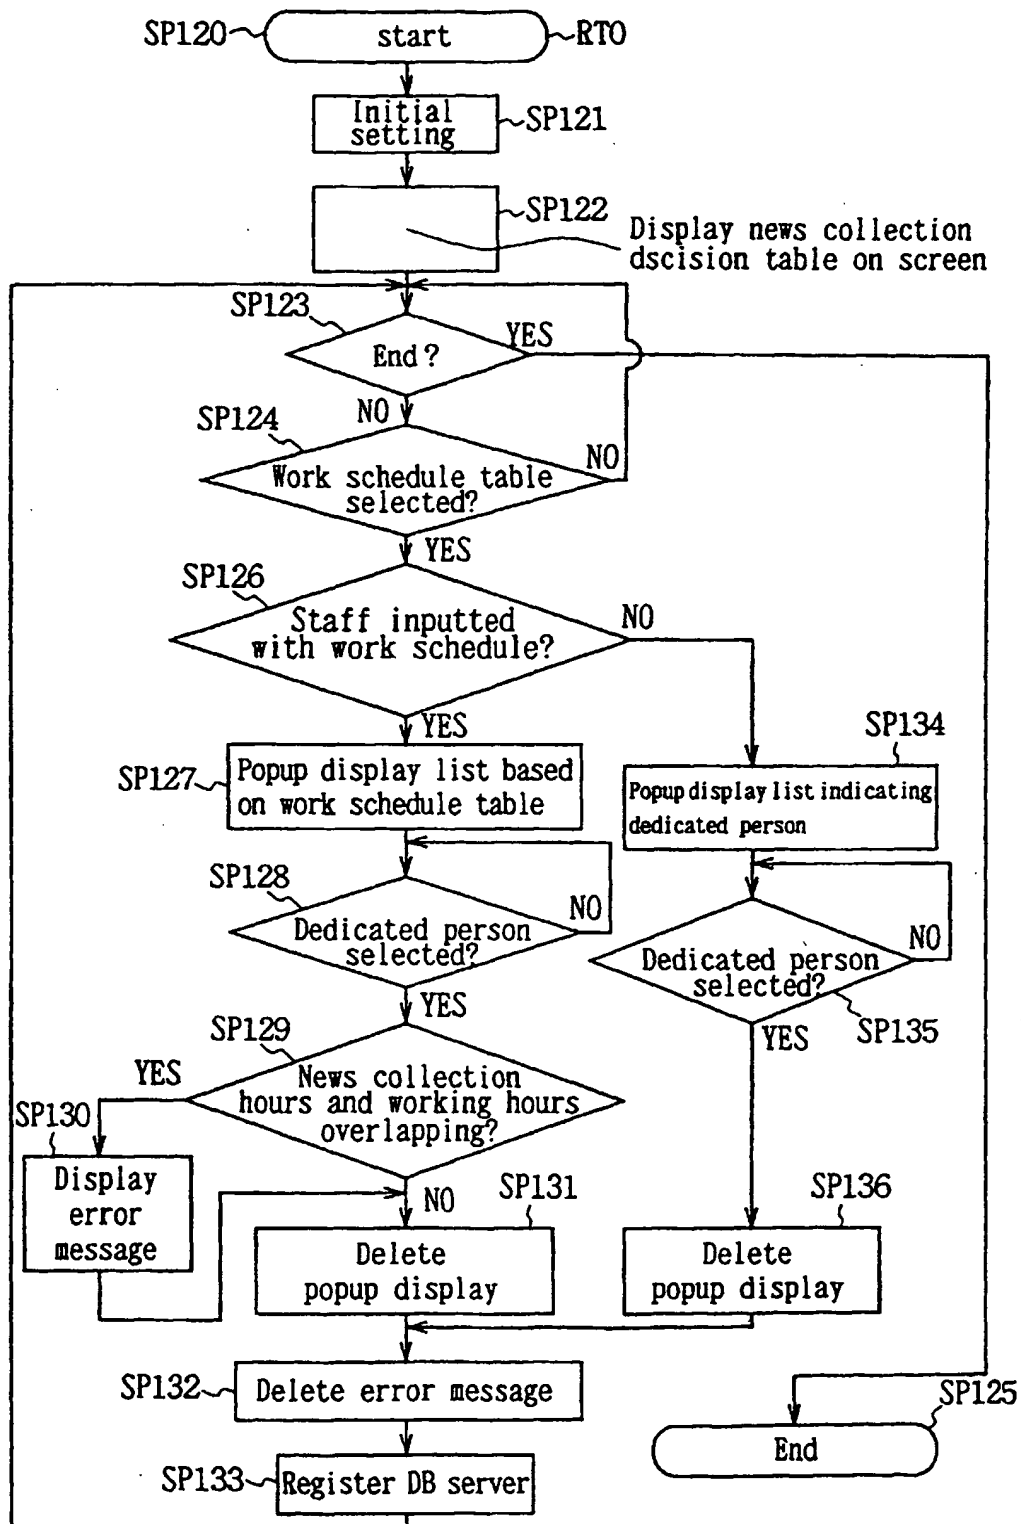 SP120
start
RT0
Initial
setting
SP121
SP122
Display news collection
dscision table on screen
SP123
YES
End?
NO
SP124
NO
Work schedule table
selected?
YES
SP126
NO
Staff inputted
with work schedule?
YES
SP134
SP127
Popup display list based
on work schedule table
Popup display list indicating
dedicated person
SP128
NO
Dedicated person
selected?
NO
Dedicated person
selected?
YES
SP135
YES
SP129
YES
News collection
hours and working hours
overlapping?
SP130
Display
error
message
NO
SP131
SP136
Delete
popup display
Delete
popup display
SP132
Delete error message
SP125
End
SP133
Register DB server